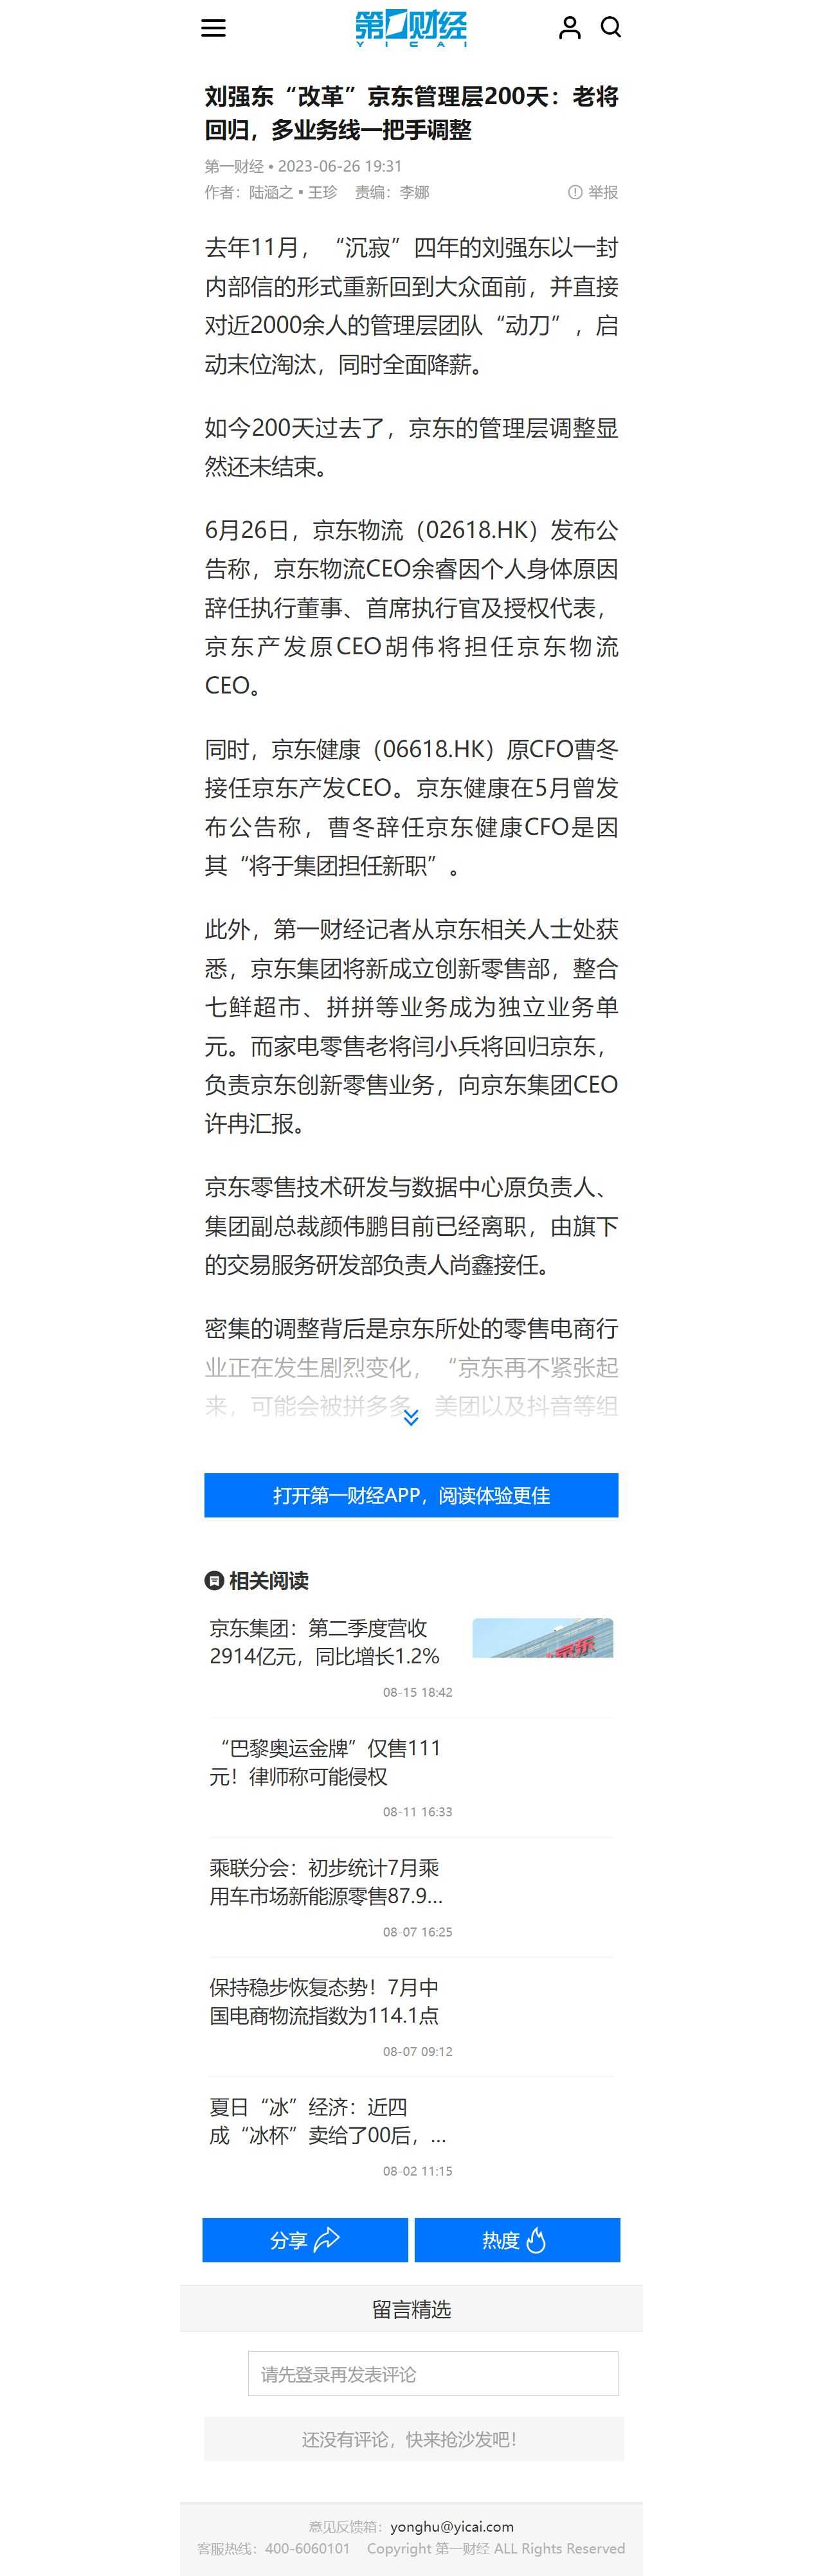 第一财经
YICAI
刘强东“改革”京东管理层200天：老将
回归，多业务线一把手调整
第一财经 • 2023-06-26 19:31
作者：陆涵之 ▪ 王珍 责编：李娜
举报
去年11月，“沉寂”四年的刘强东以一封
内部信的形式重新回到大众面前，并直接
对近2000余人的管理层团队“动刀”，启
动末位淘汰，同时全面降薪。
如今200天过去了，京东的管理层调整显
然还未结束。
6月26日，京东物流（02618.HK）发布公
告称，京东物流CEO余睿因个人身体原因
辞任执行董事、首席执行官及授权代表，
京东产发原CEO胡伟将担任京东物流
CEO。
同时，京东健康（06618.HK）原CFO曹冬
接任京东产发CEO。京东健康在5月曾发
布公告称，曹冬辞任京东健康CFO是因
其“将于集团担任新职”。
此外，第一财经记者从京东相关人士处获
悉，京东集团将新成立创新零售部，整合
七鲜超市、拼拼等业务成为独立业务单
元。而家电零售老将闫小兵将回归京东，
负责京东创新零售业务，向京东集团CEO
许冉汇报。
京东零售技术研发与数据中心原负责人、
集团副总裁颜伟鹏目前已经离职，由旗下
的交易服务研发部负责人尚鑫接任。
密集的调整背后是京东所处的零售电商行
业正在发生剧烈变化，“京东再不紧张起
来，可能会被拼多多、美团以及抖音等组
打开第一财经APP，阅读体验更佳
相关阅读
京东集团：第二季度营收
2914亿元，同比增长1.2%
京东
08-15 18:42
“巴黎奥运金牌”仅售111
元！律师称可能侵权
08-11 16:33
乘联分会：初步统计7月乘
用车市场新能源零售87.9...
08-07 16:25
保持稳步恢复态势！7月中
国电商物流指数为114.1点
08-07 09:12
夏日“冰”经济：近四
成“冰杯”卖给了00后，...
08-02 11:15
分享
热度
留言精选
请先登录再发表评论
还没有评论，快来抢沙发吧！
意见反馈箱：yonghu@yicai.com
客服热线：400-6060101 Copyright 第一财经 ALL Rights Reserved